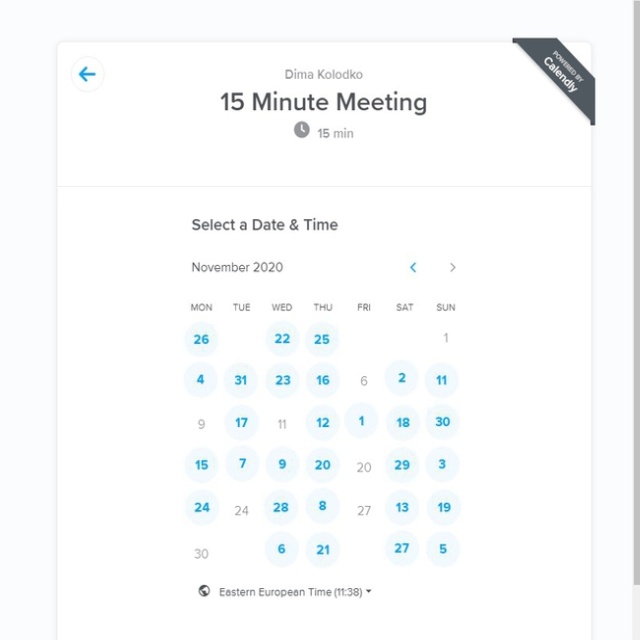 Dima Kolodko
15 Minute Meeting
15 min
POWERED BY
Calendly
Select a Date & Time
November 2020
MON TUE WED THU FRI SAT SUN
26 22 25 1
4 31 23 16 6 2 11
9 17 11 12 1 18 30
15 7 9 20 20 29 3
24 24 28 8 27 13 19
30 6 21 27 5
Eastern European Time (11:38)